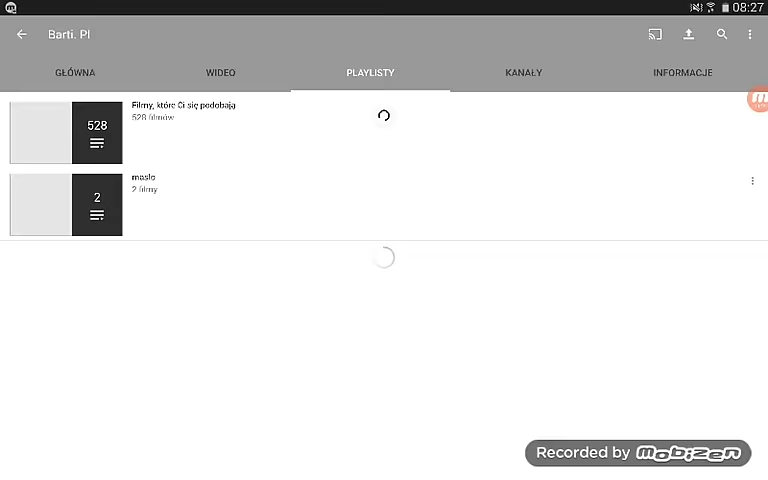 08:27
Barti. Pl
GŁÓWNA WIDEO PLAYLISTY KANAŁY INFORMACJE
Filmy, które Ci się podobają
528 filmów
528
masło
2 filmy
2
Recorded by mobizen